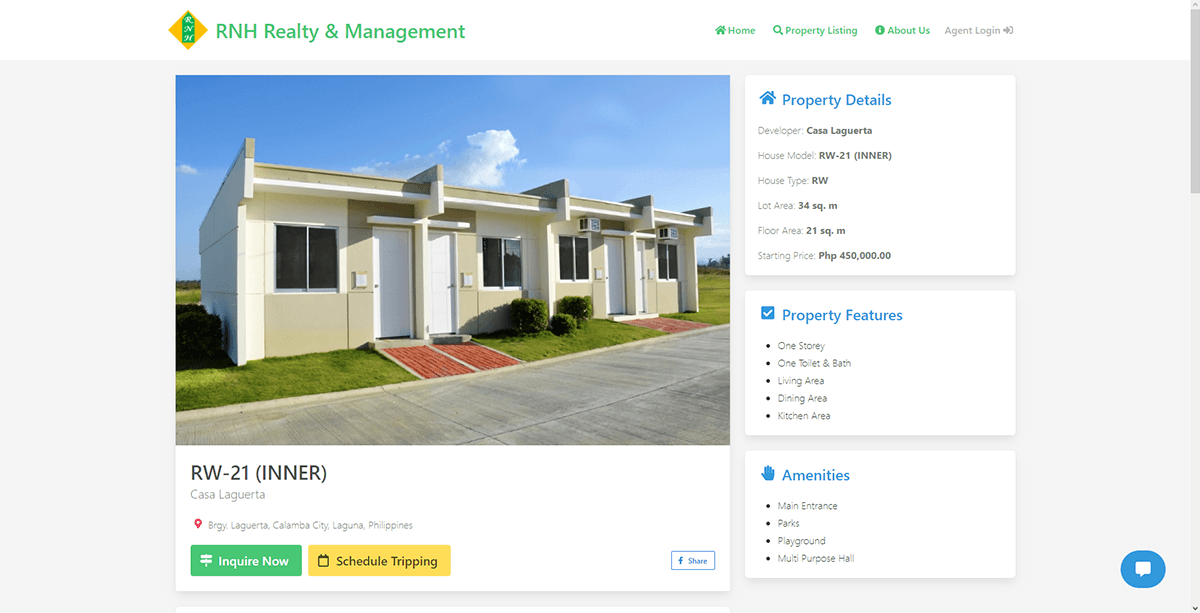 RNH
RNH Realty & Management
Home
Property Listing
About Us
Agent Login
RW-21 (INNER)
Casa Laguerta
Brgy. Laguerta, Calamba City, Laguna, Philippines
Inquire Now
Schedule Tripping
Share
Property Details
Developer: Casa Laguerta
House Model: RW-21 (INNER)
House Type: RW
Lot Area: 34 sq. m
Floor Area: 21 sq. m
Starting Price: Php 450,000.00
Property Features
One Storey
One Toilet & Bath
Living Area
Dining Area
Kitchen Area
Amenities
Main Entrance
Parks
Playground
Multi Purpose Hall